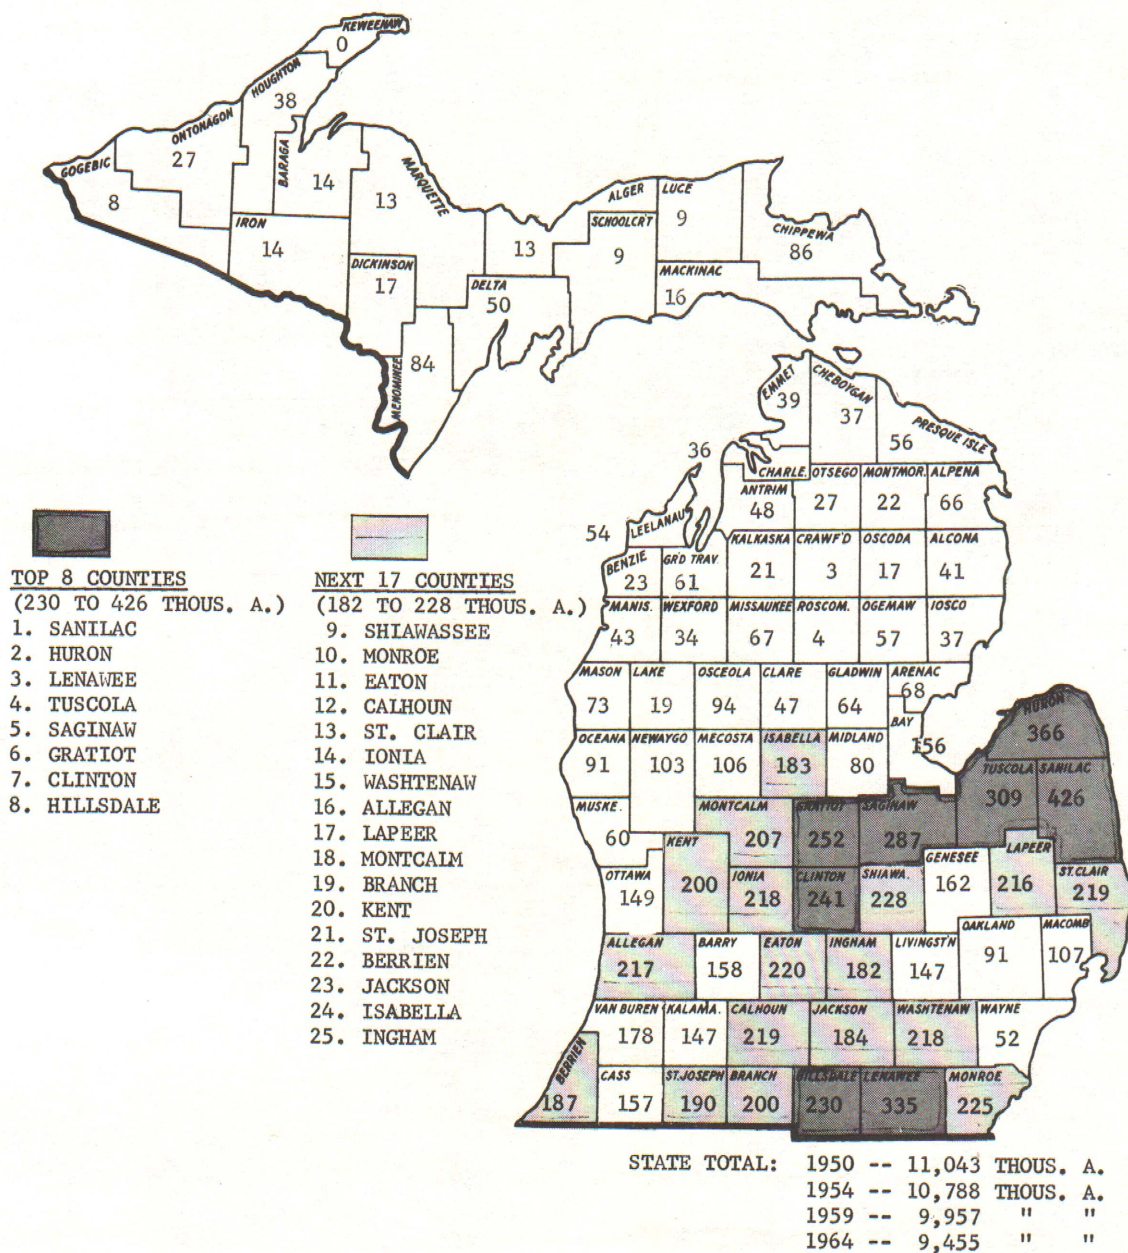 KEWEENAW
0
HOUGHTON
38
ONTONAGON
27
GOGEBIC
8
BARAGA
14
MARQUETTE
13
IRON
14
ALGER
13
LUCE
9
SCHOOLCR'T
9
CHIPPEWA
86
MACKINAC
16
DICKINSON
17
DELTA
50
MENOMINEE
84
EMMET
39
CHEBOYGAN
37
PRESQUE ISLE
56
36
CHARLE.
OTSEGO
27
MONTMOR.
22
ALPENA
66
ANTRIM
48
54
LEELANAU
BENZIE
23
GR'D TRAV.
61
KALKASKA
21
CRAWF'D
3
OSCODA
17
ALCONA
41
MANIS.
43
WEXFORD
34
MISSAUKEE
67
ROSCOM.
4
OGEMAW
57
IOSCO
37
MASON
73
LAKE
19
OSCEOLA
94
CLARE
47
GLADWIN
64
ARENAC
68
BAY
156
HURON
366
OCEANA
91
NEWAYGO
103
MECOSTA
106
ISABELLA
183
MIDLAND
80
TUSCOLA
309
SANILAC
426
MUSKE.
60
MONTCALM
207
GRATIOT
252
SAGINAW
287
KENT
200
OTTAWA
149
IONIA
218
CLINTON
241
SHIAWA.
228
GENESEE
162
LAPEER
216
ST.CLAIR
219
ALLEGAN
217
BARRY
158
EATON
220
INGHAM
182
LIVINGST'N
147
OAKLAND
91
MACOMB
107
VAN BUREN
178
KALAMA.
147
CALHOUN
219
JACKSON
184
WASHTENAW
218
WAYNE
52
BERRIEN
187
CASS
157
ST.JOSEPH
190
BRANCH
200
HILLSDALE
230
LENAWEE
335
MONROE
225
TOP 8 COUNTIES
(230 TO 426 THOUS. A.)
1. SANILAC
2. HURON
3. LENAWEE
4. TUSCOLA
5. SAGINAW
6. GRATIOT
7. CLINTON
8. HILLSDALE
NEXT 17 COUNTIES
(182 TO 228 THOUS. A.)
9. SHIAWASSEE
10. MONROE
11. EATON
12. CALHOUN
13. ST. CLAIR
14. IONIA
15. WASHTENAW
16. ALLEGAN
17. LAPEER
18. MONTCALM
19. BRANCH
20. KENT
21. ST. JOSEPH
22. BERRIEN
23. JACKSON
24. ISABELLA
25. INGHAM
STATE TOTAL: 1950 -- 11,043 THOUS. A.
1954 -- 10,788 THOUS. A.
1959 -- 9,957 " "
1964 -- 9,455 " "